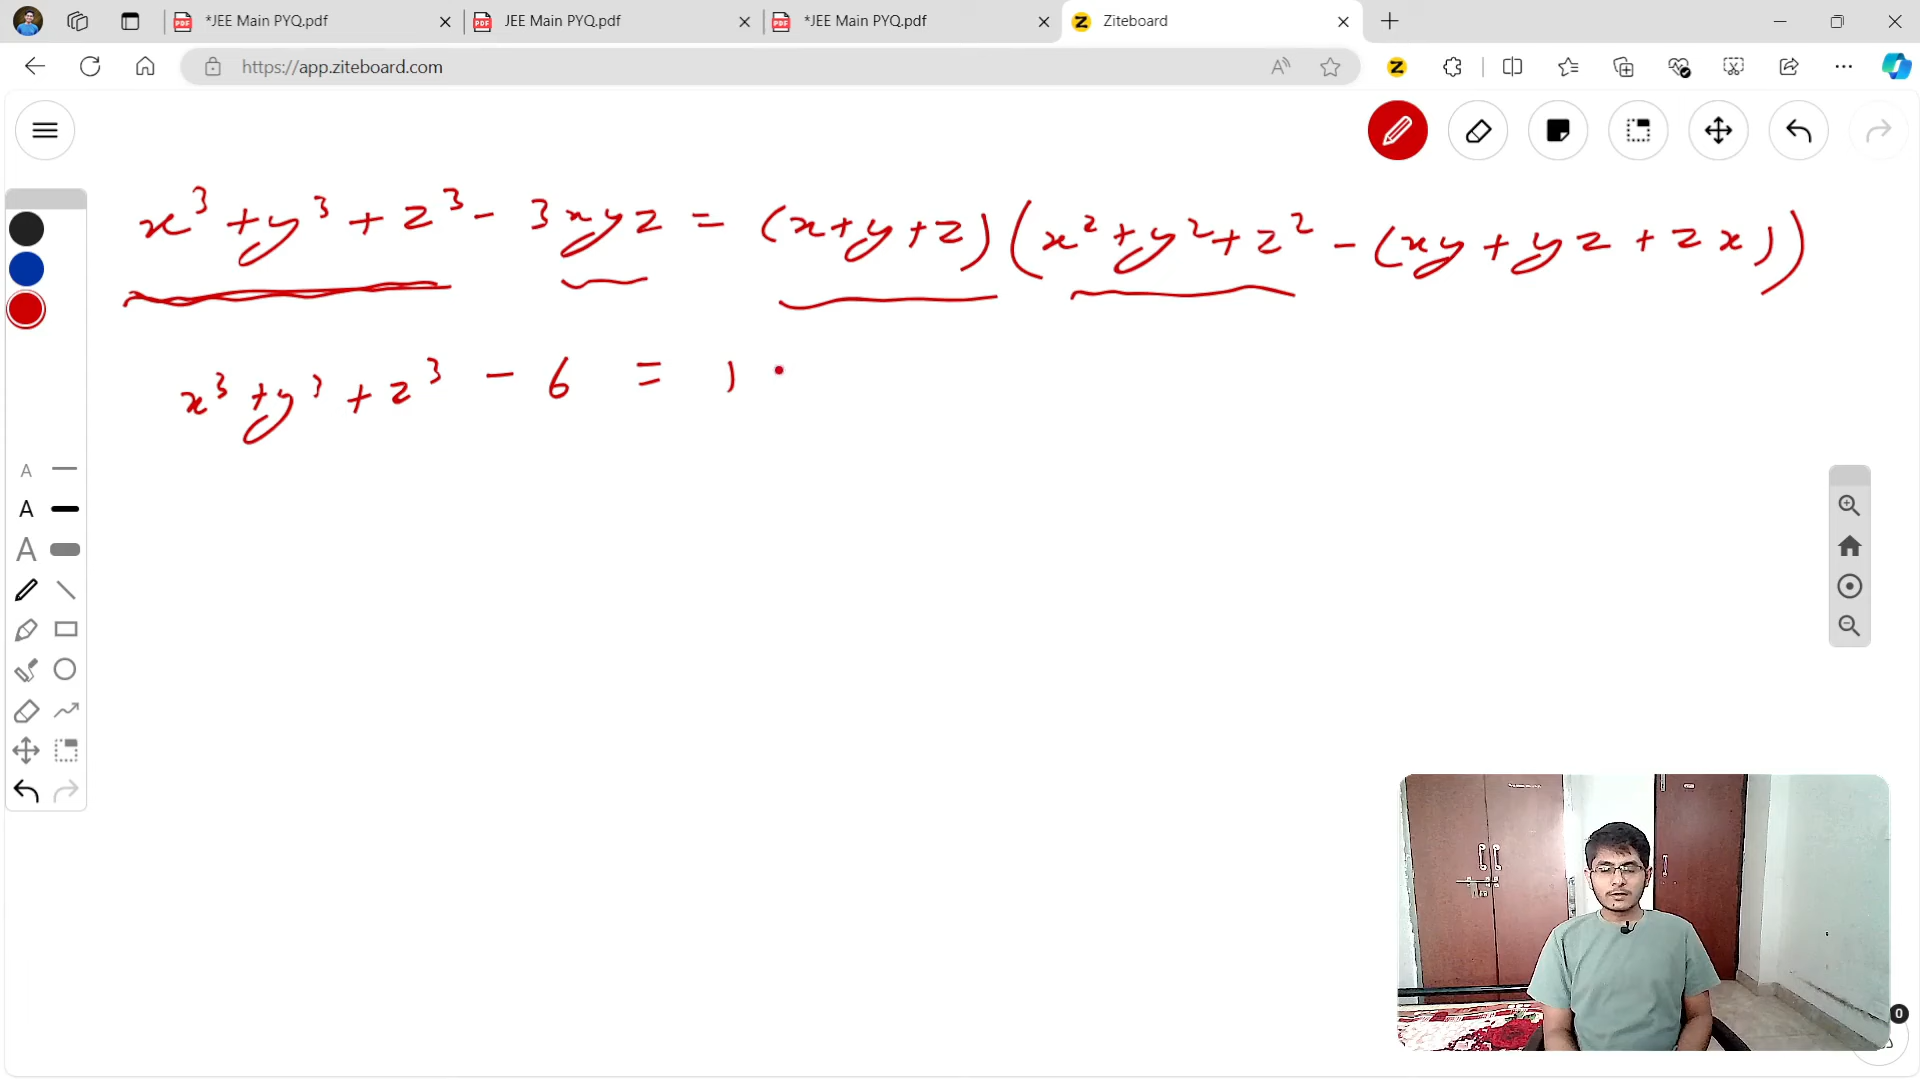 *JEE Main PYQ.pdf JEE Main PYQ.pdf *JEE Main PYQ.pdf Ziteboard
https://app.ziteboard.com
x³ + y³ + z³ - 3xyz = (x+y+z)(x²+y²+z² - (xy+yz+zx))
x³ + y³ + z³ - 6 = 1 .
A
A
A
0